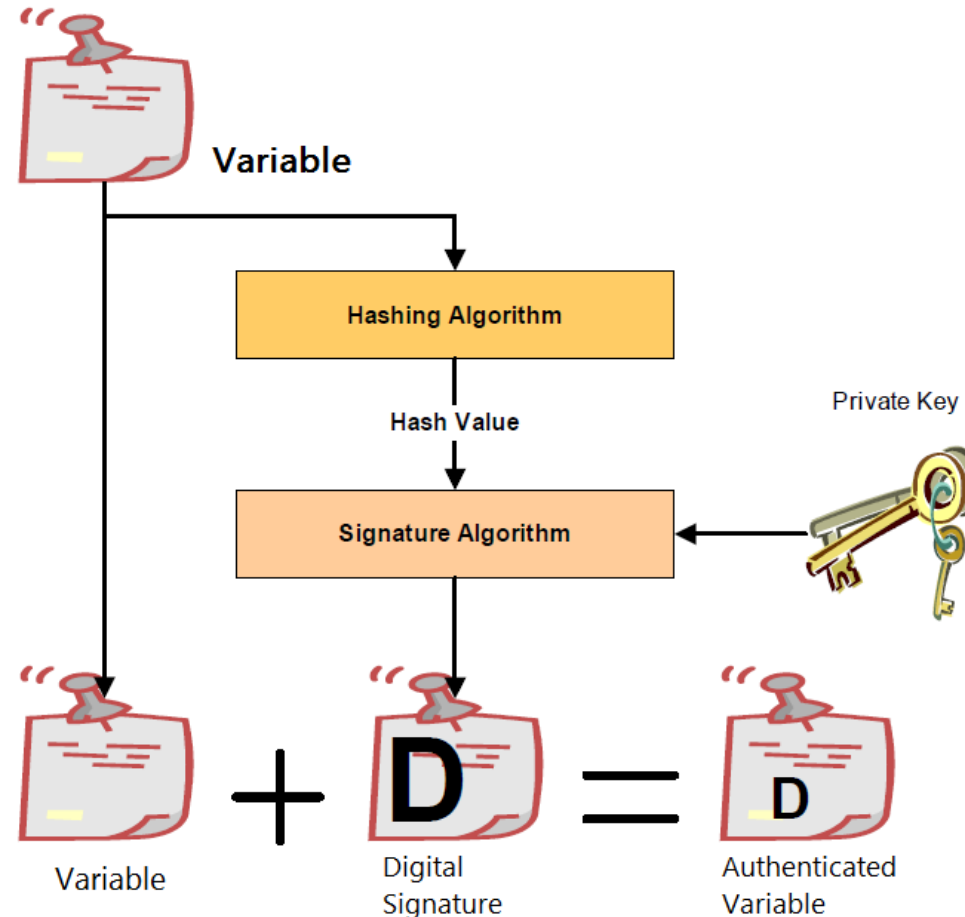 Variable
Hashing Algorithm
Hash Value
Private Key
Signature Algorithm
D
D
Variable
Digital
Signature
Authenticated
Variable